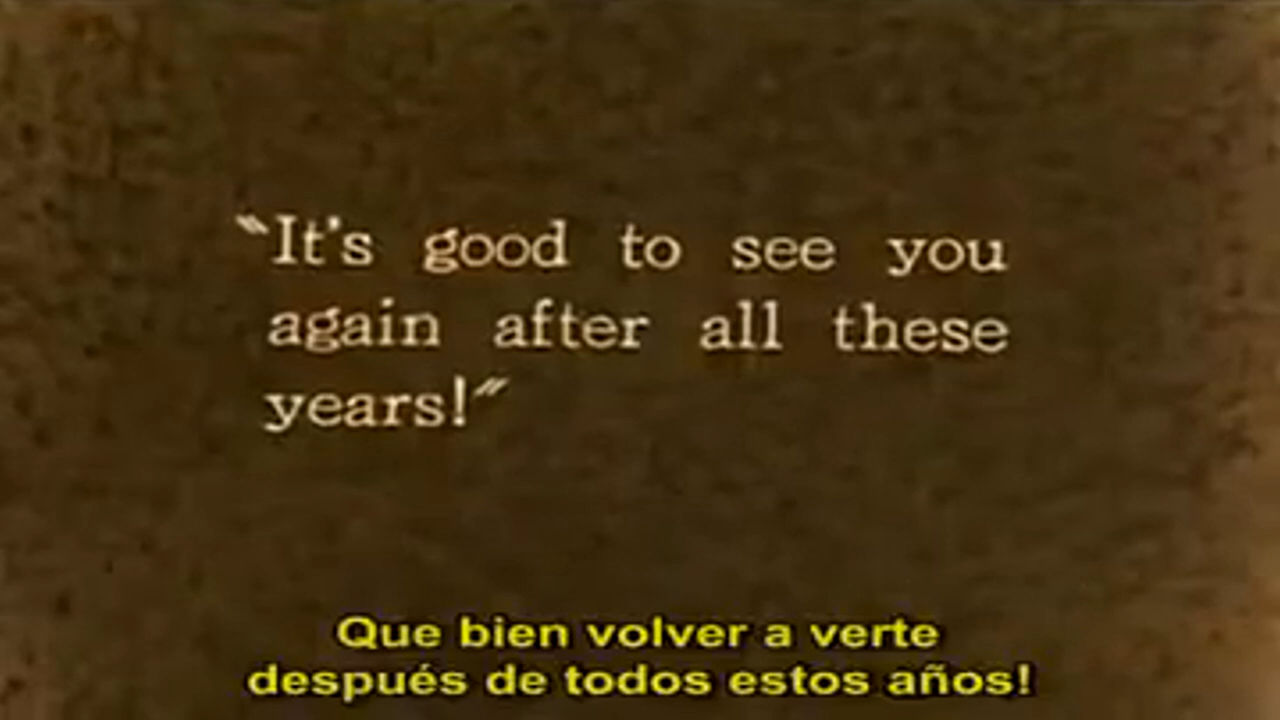 "It's good to see you
again after all these
years!"
Que bien volver a verte
después de todos estos años!